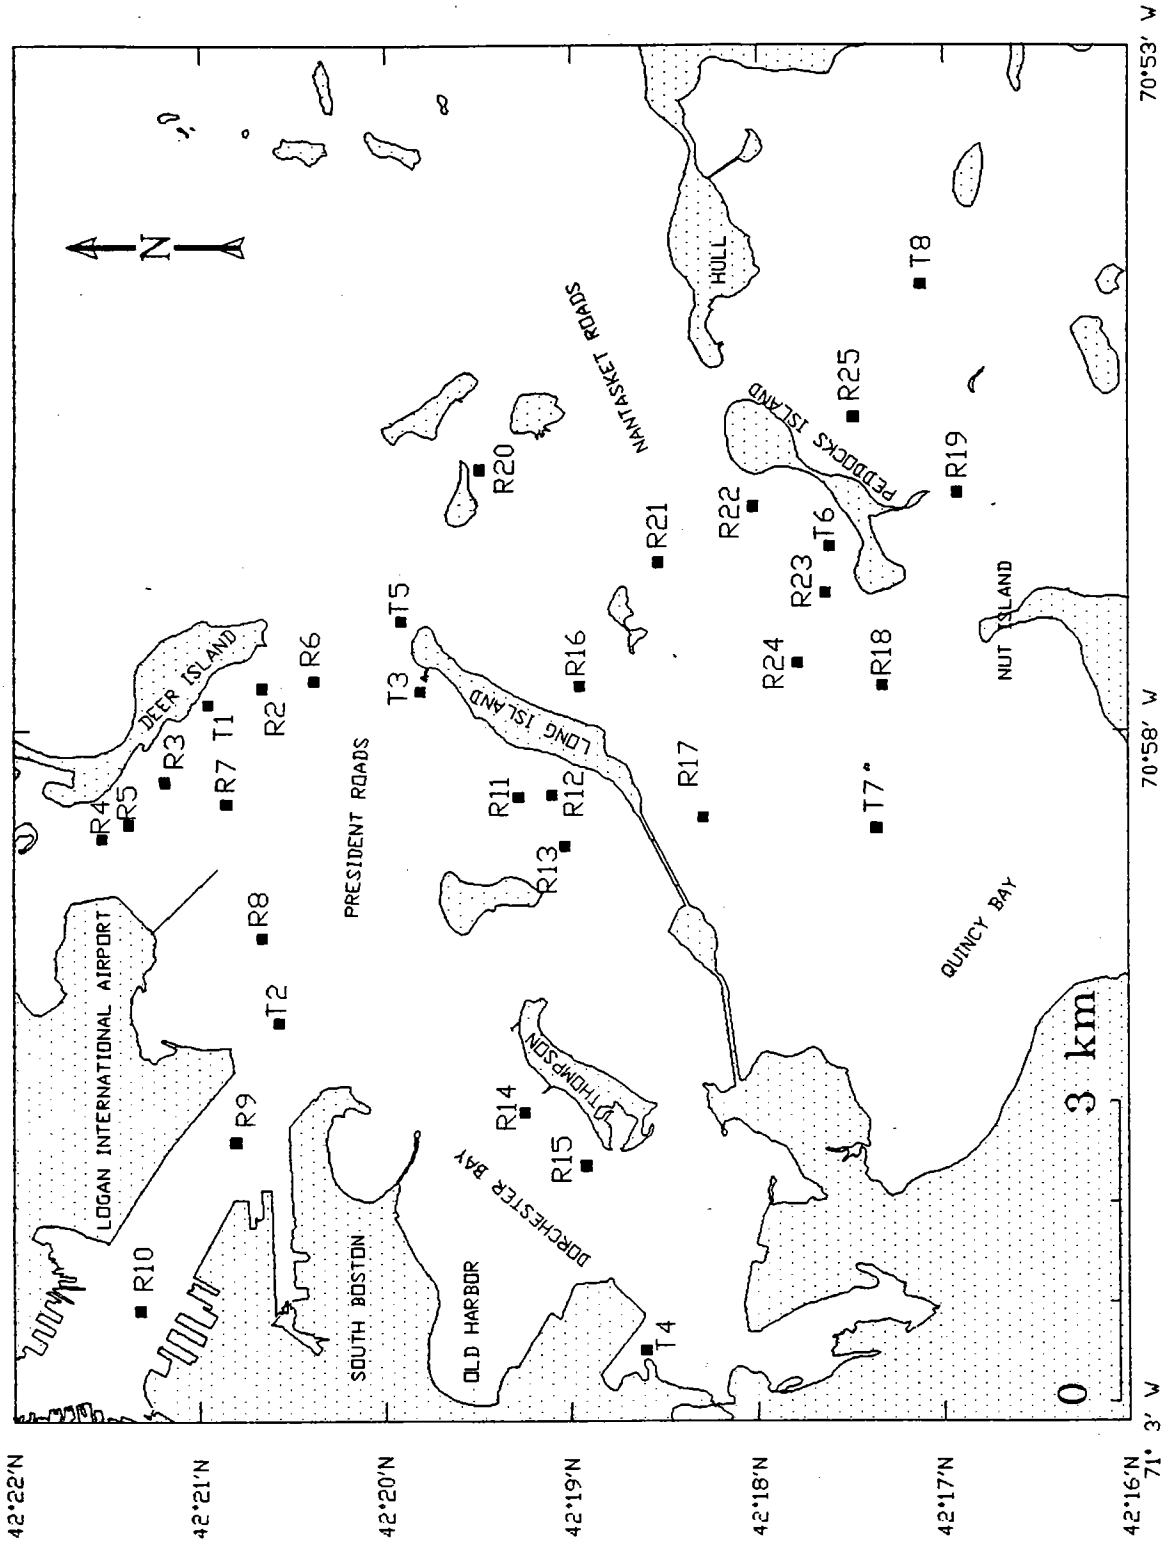 42°22'N
42°21'N
42°20'N
42°19'N
42°18'N
42°17'N
42°16'N
71° 3' W
70°58' W
70°53' W
N
LOGAN INTERNATIONAL AIRPORT
DEER ISLAND
PRESIDENT ROADS
SOUTH BOSTON
OLD HARBOR
DORCHESTER BAY
THOMPSON
LONG ISLAND
NANTASKET ROADS
HULL
PEDDOCKS ISLAND
NUT ISLAND
QUINCY BAY
R10
R9
T2
R8
R4
R5
R3
R7
T1
R2
R6
T3
T5
R20
R11
R12
R13
R16
R14
R15
T4
R17
R21
R22
T6
R23
R24
R18
T7
R25
R19
T8
0 3 km